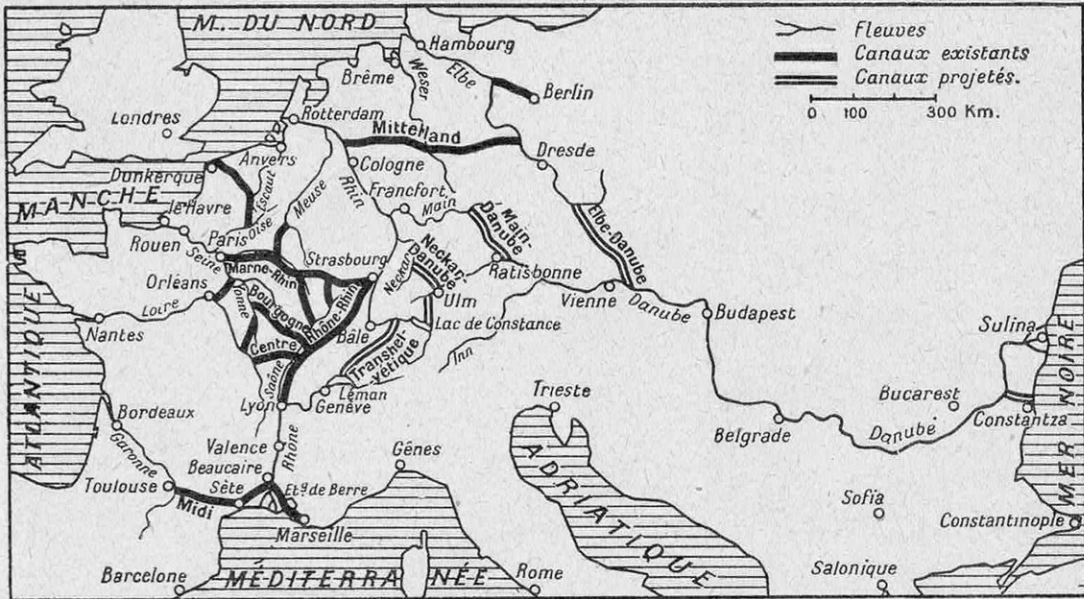 M. DU NORD
Fleuves
Canaux existants
Canaux projetés.
0 100 300 Km.
Hambourg
Brême
Weser
Elbe
Berlin
Londres
Rotterdam
Mittelland
Anvers
Cologne
Dresde
Dunkerque
Escaut
Meuse
Rhin
Francfort
Main
MANCHE
le Havre
Oise
Main-
Danube
Elbe-Danube
Rouen
Paris
Seine
Strasbourg
Neckar-
Danube
Neckar
Marne-Rhin
Ratisbonne
Orléans
Yonne
Bourgogne
Rhône-Rhin
Ulm
Vienne
Danube
Budapest
Loire
Nantes
Bâle
Lac de Constance
Sulina
Centre
Transhel-
vétique
Inn
Saône
Léman
Trieste
Lyon
Genève
Bucarest
Constantza
ATLANTIQUE
Bordeaux
Belgrade
Danube
MER NOIRE
Garonne
Valence
Rhône
Gênes
Beaucaire
ADRIATIQUE
Toulouse
Sète
Etg. de Berre
Sofia
Midi
Marseille
Constantinople
Barcelone
MÉDITERRANÉE
Rome
Salonique